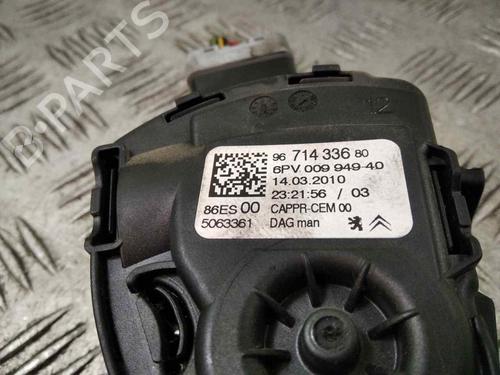 B-PARTS
12
96 714 336 80
6PV 009 949-40
14.03.2010
23:21:56 / 03
86ES 00 CAPPR-CEM 00
5063361 DAG man